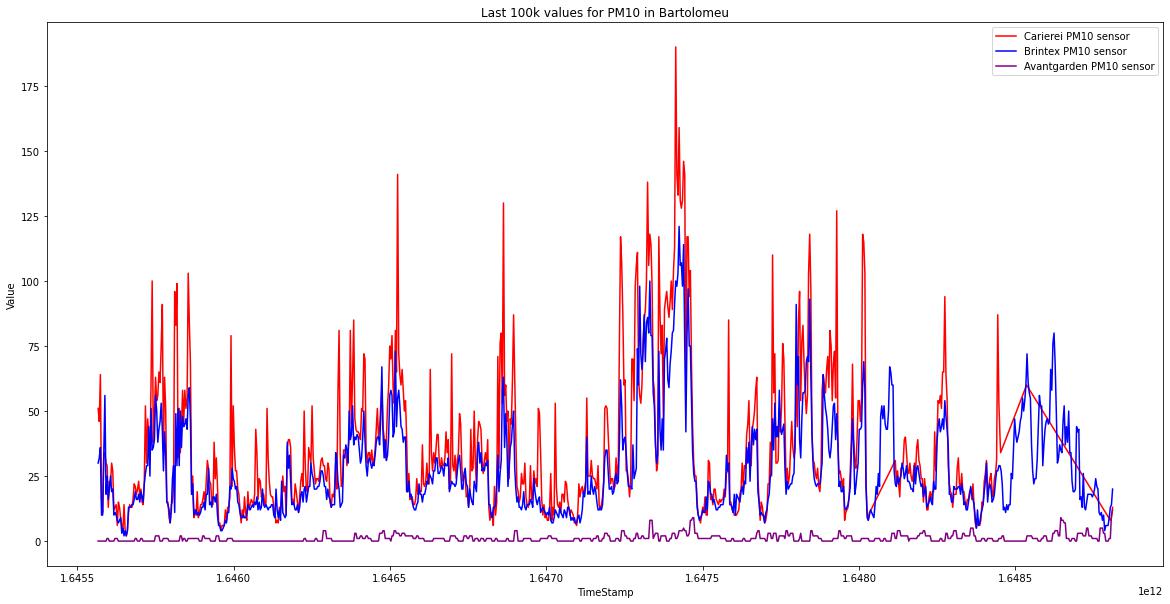 Last 100k values for PM10 in Bartolomeu
Carierei PM10 sensor
Brintex PM10 sensor
Avantgarden PM10 sensor
175
150
125
100
75
50
25
0
Value
1.6455 1.6460 1.6465 1.6470 1.6475 1.6480 1.6485
TimeStamp
1e12